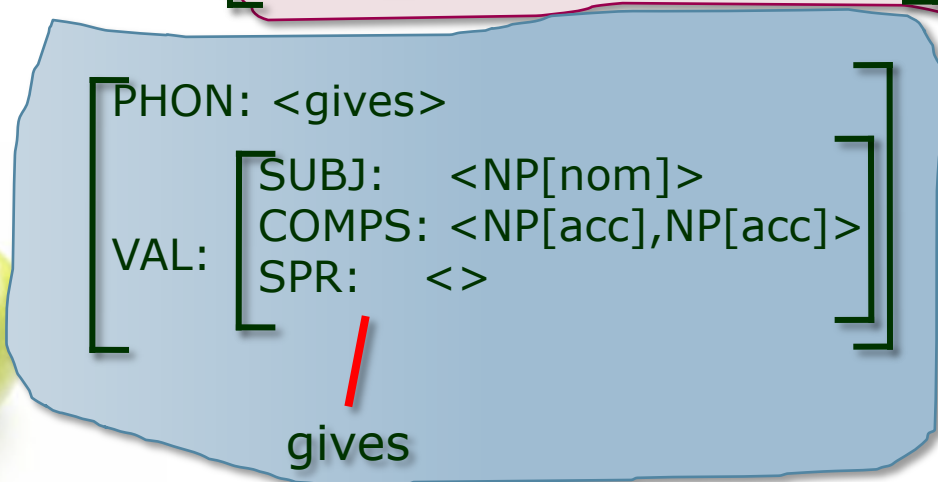 PHON: <gives>
SUBJ: <NP[nom]>
COMPS: <NP[acc],NP[acc]>
VAL:
SPR: <>
gives